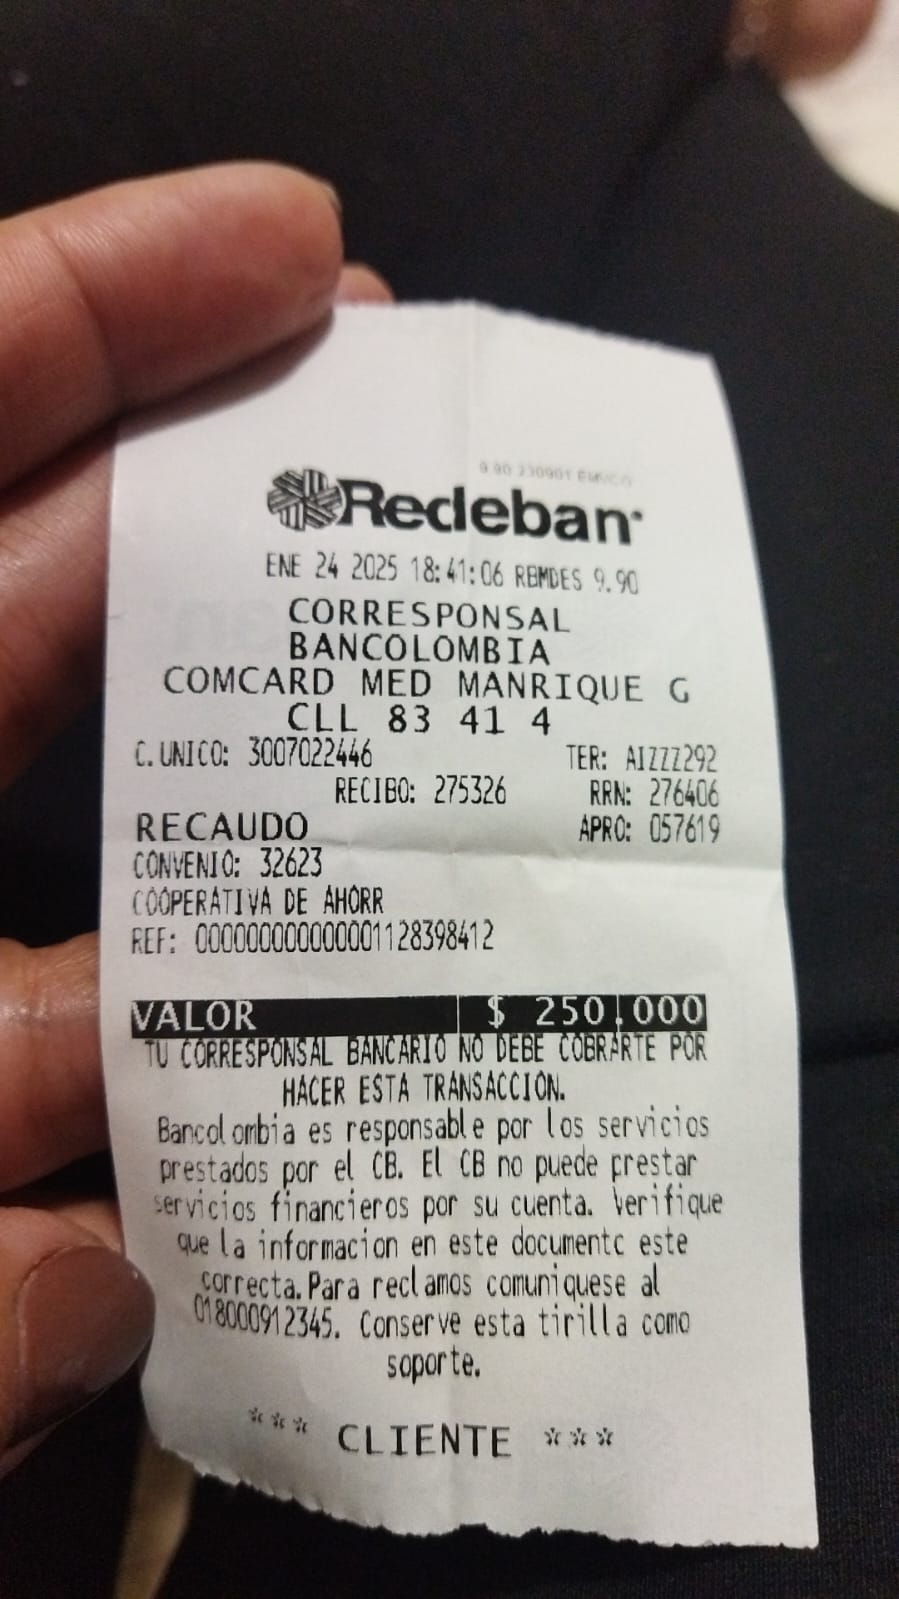 9.90 230901 EMVCO
Redeban
ENE 24 2025 18:41:06 RBMDES 9.90
CORRESPONSAL
BANCOLOMBIA
COMCARD MED MANRIQUE G
CLL 83 41 4
C. UNICO: 3007022446 TER: AIZZZ292
RECIBO: 275326 RRN: 276406
RECAUDO APRO: 057619
CONVENIO: 32623
COOPERATIVA DE AHORR
REF: 00000000000001128398412
VALOR $ 250.000
TU CORRESPONSAL BANCARIO NO DEBE COBRARTE POR
HACER ESTA TRANSACCION.
Bancolombia es responsable por los servicios
prestados por el CB. El CB no puede prestar
servicios financieros por su cuenta. Verifique
que la informacion en este documento este
correcta. Para reclamos comuniquese al
018000912345. Conserve esta tirilla como
soporte.
*** CLIENTE ***